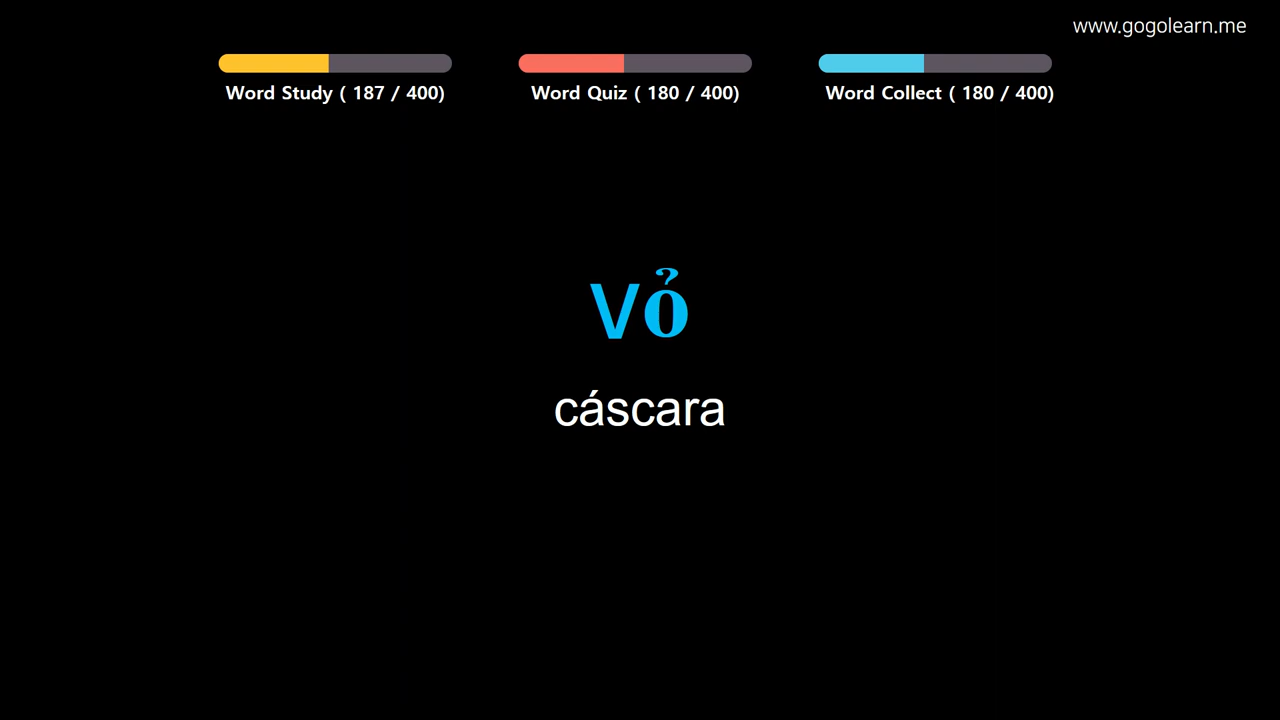 www.gogolearn.me
Word Study ( 187 / 400)
Word Quiz ( 180 / 400)
Word Collect ( 180 / 400)
vỏ
cáscara